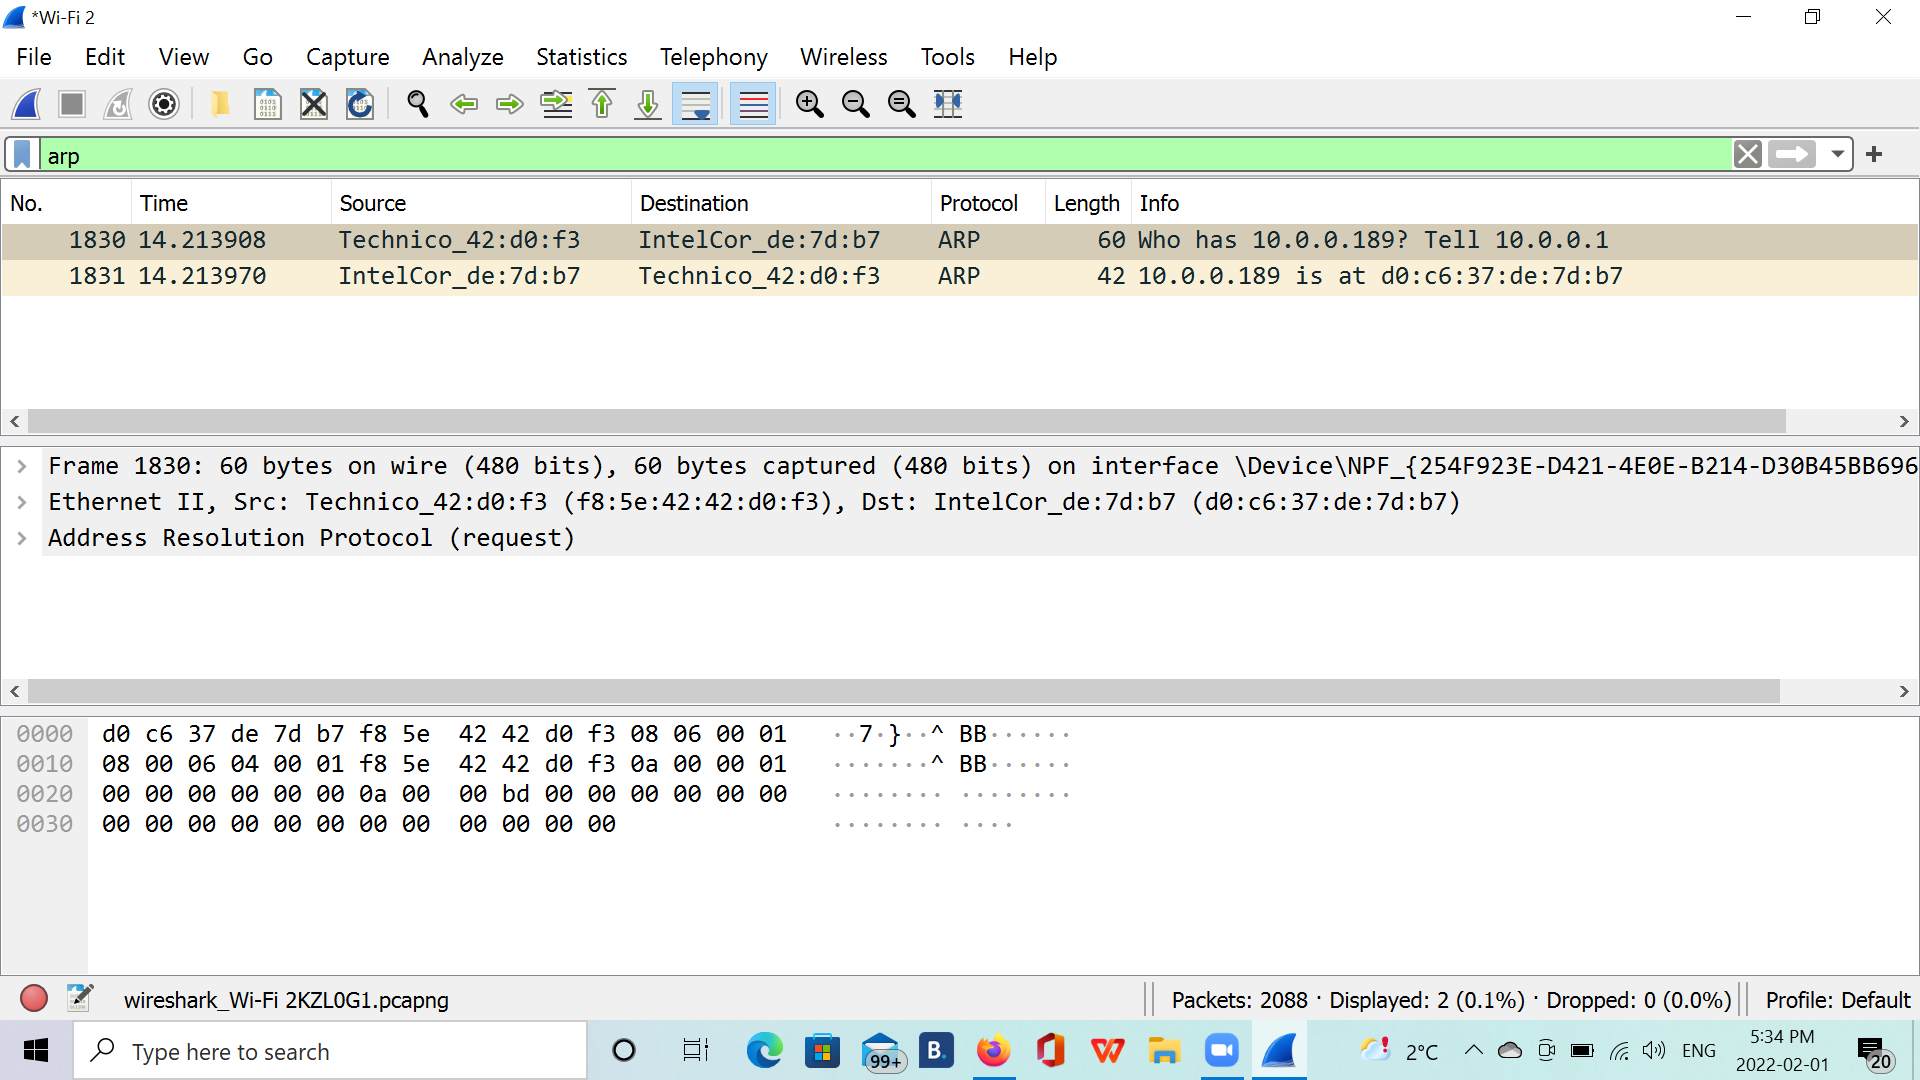 *Wi-Fi 2
File Edit View Go Capture Analyze Statistics Telephony Wireless Tools Help
arp
No. Time Source Destination Protocol Length Info
1830 14.213908 Technico_42:d0:f3 IntelCor_de:7d:b7 ARP 60 Who has 10.0.0.189? Tell 10.0.0.1
1831 14.213970 IntelCor_de:7d:b7 Technico_42:d0:f3 ARP 42 10.0.0.189 is at d0:c6:37:de:7d:b7
Frame 1830: 60 bytes on wire (480 bits), 60 bytes captured (480 bits) on interface \Device\NPF_{254F923E-D421-4E0E-B214-D30B45BB696
Ethernet II, Src: Technico_42:d0:f3 (f8:5e:42:42:d0:f3), Dst: IntelCor_de:7d:b7 (d0:c6:37:de:7d:b7)
Address Resolution Protocol (request)
0000 d0 c6 37 de 7d b7 f8 5e 42 42 d0 f3 08 06 00 01 ··7·}··^ BB······
0010 08 00 06 04 00 01 f8 5e 42 42 d0 f3 0a 00 00 01 ·······^ BB······
0020 00 00 00 00 00 00 0a 00 00 bd 00 00 00 00 00 00 ········ ········
0030 00 00 00 00 00 00 00 00 00 00 00 00 ········ ····
wireshark_Wi-Fi 2KZL0G1.pcapng Packets: 2088 · Displayed: 2 (0.1%) · Dropped: 0 (0.0%) Profile: Default
Type here to search 99+ B. 2°C ENG 5:34 PM
2022-02-01 20